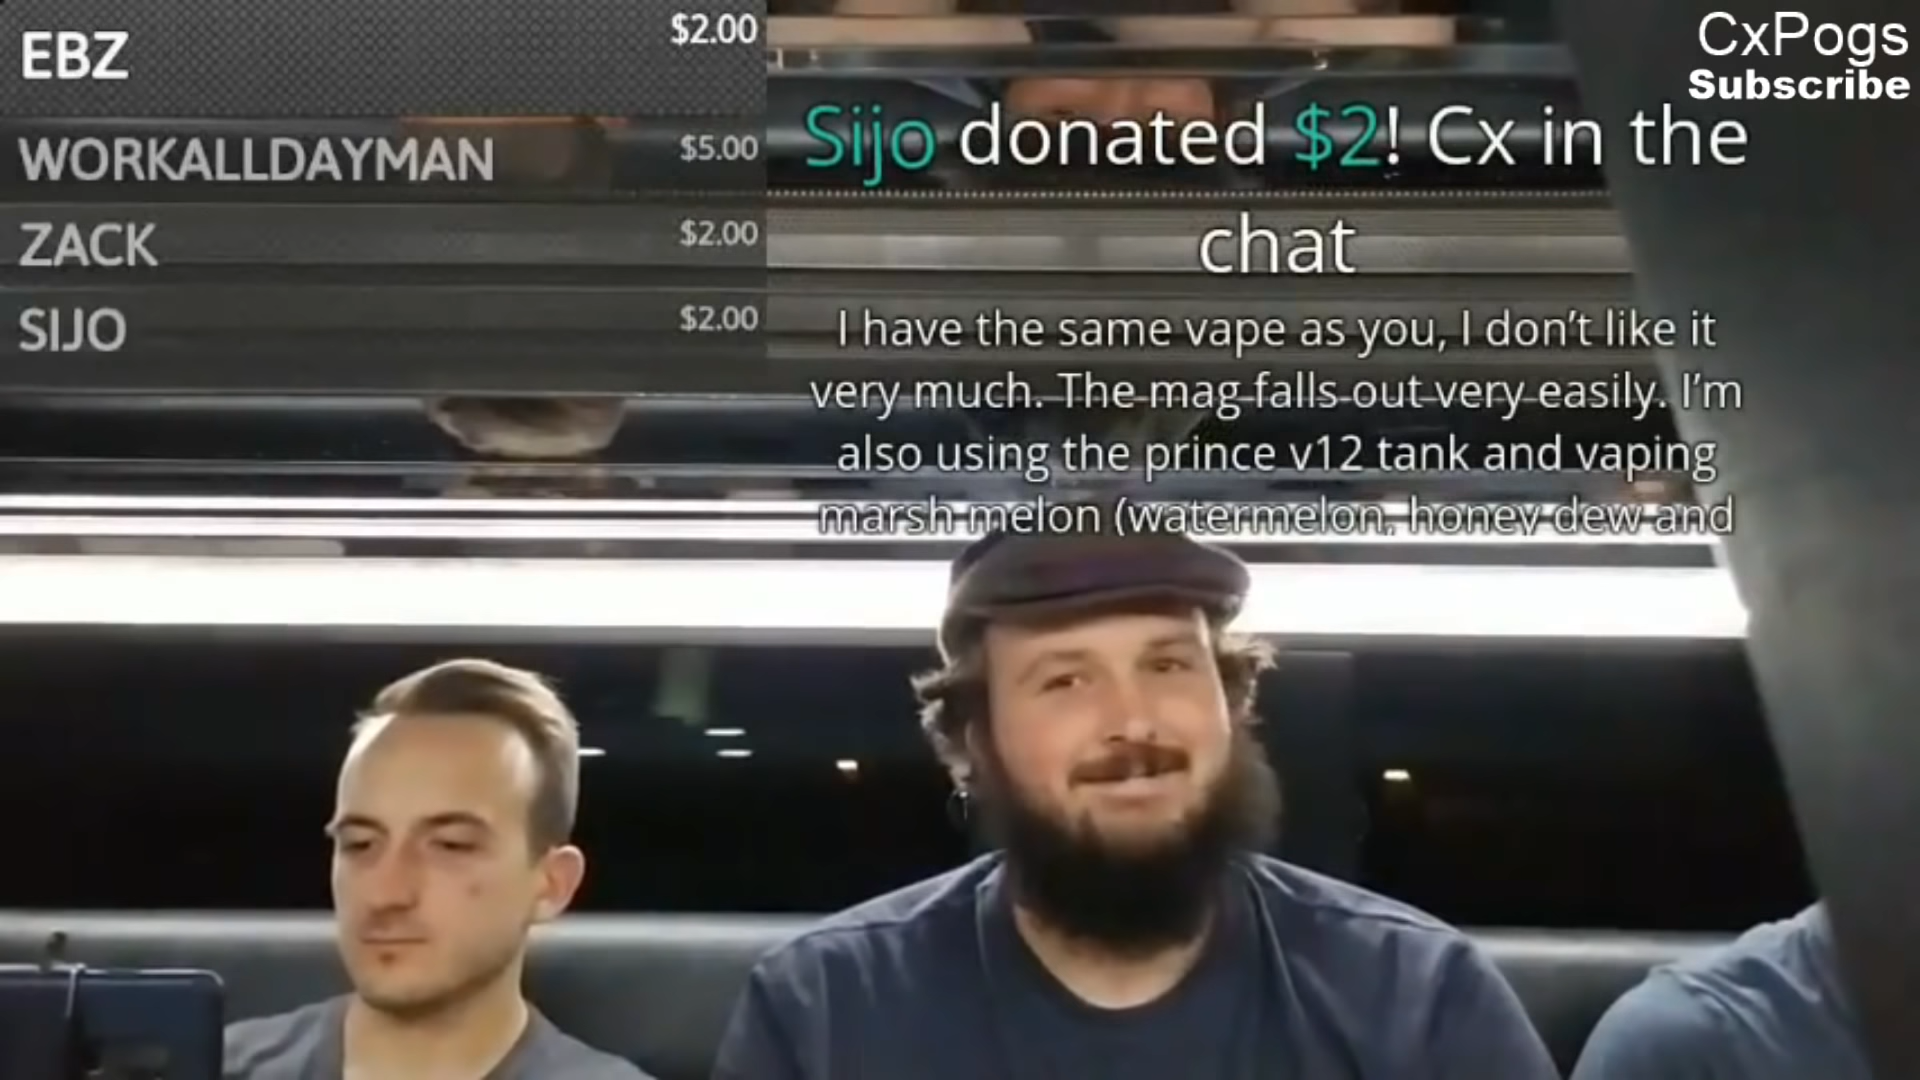 EBZ $2.00
WORKALLDAYMAN $5.00
ZACK $2.00
SIJO $2.00
CxPogs
Subscribe
Sijo donated $2! Cx in the
chat
I have the same vape as you, I don’t like it
very much. The mag falls out very easily. I’m
also using the prince v12 tank and vaping
marsh melon (watermelon, honey dew and